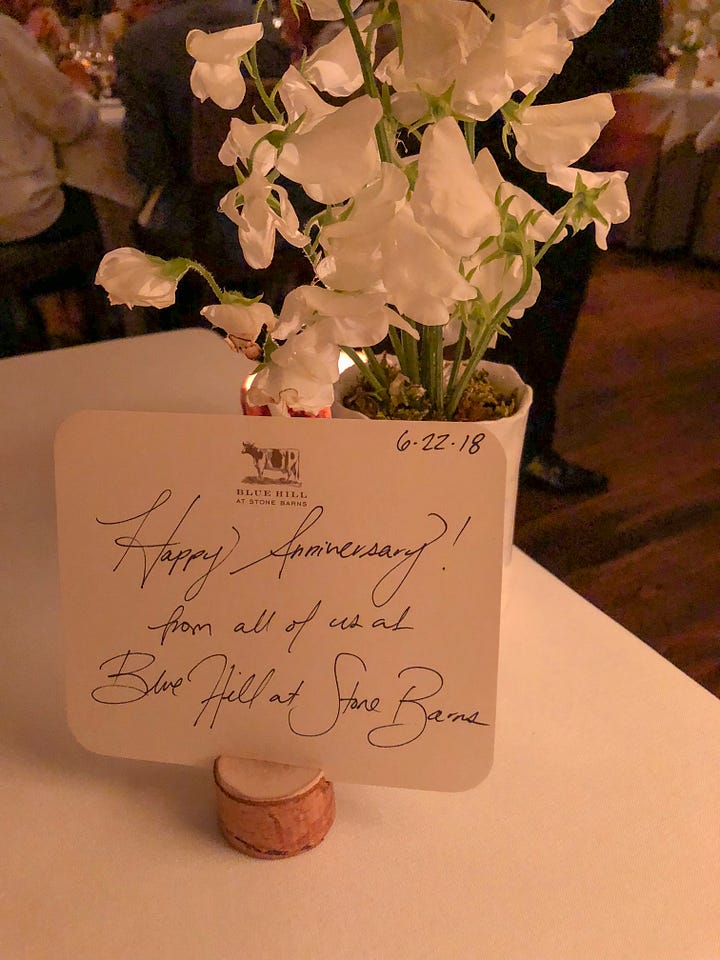 6-22-18
BLUE HILL
AT STONE BARNS
Happy Anniversary!
from all of us at
Blue Hill at Stone Barns